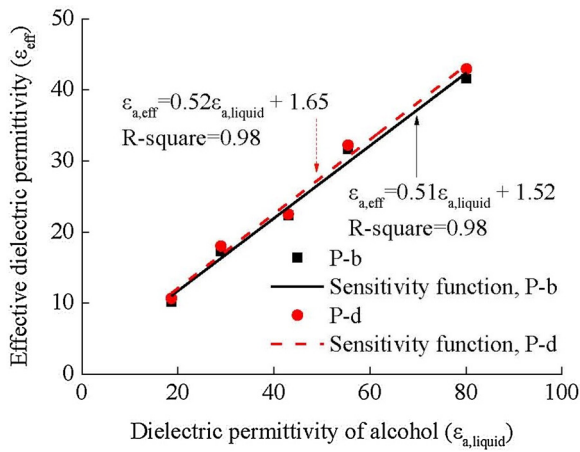 Effective dielectric permittivity (εeff)
50
40
30
20
10
0
εa,eff=0.52εa,liquid + 1.65
R-square=0.98
εa,eff=0.51εa,liquid + 1.52
R-square=0.98
P-b
Sensitivity function, P-b
P-d
Sensitivity function, P-d
0 20 40 60 80 100
Dielectric permittivity of alcohol (εa,liquid)